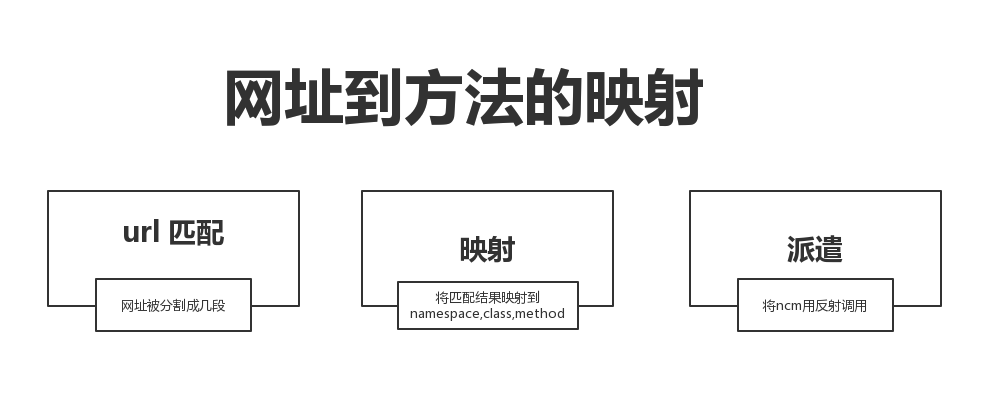 网址到方法的映射
url 匹配
网址被分割成几段
映射
将匹配结果映射到
namespace,class,method
派遣
将ncm用反射调用